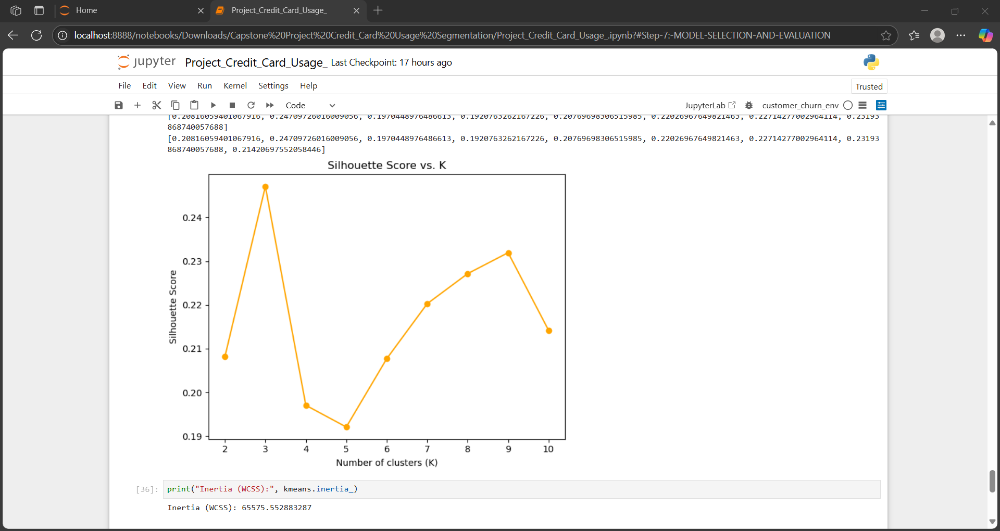 Home
Project_Credit_Card_Usage_
localhost:8888/notebooks/Downloads/Capstone%20Project%20Credit_Card%20Usage%20Segmentation/Project_Credit_Card_Usage_.ipynb?#Step-7:-MODEL-SELECTION-AND-EVALUATION
jupyter Project_Credit_Card_Usage_ Last Checkpoint: 17 hours ago
File Edit View Run Kernel Settings Help
Trusted
Code
JupyterLab customer_churn_env
[0.20816059401067916, 0.24709726016009056, 0.1970448976486613, 0.1920763262167226, 0.20769698306515985, 0.22026967649821463, 0.22714277002964114, 0.23193
868740057688]
[0.20816059401067916, 0.24709726016009056, 0.1970448976486613, 0.1920763262167226, 0.20769698306515985, 0.22026967649821463, 0.22714277002964114, 0.23193
868740057688, 0.21420697552058446]
Silhouette Score vs. K
0.24
0.23
0.22
0.21
0.20
0.19
Silhouette Score
2 3 4 5 6 7 8 9 10
Number of clusters (K)
[36]:
print("Inertia (WCSS):", kmeans.inertia_)
Inertia (WCSS): 65575.552883287